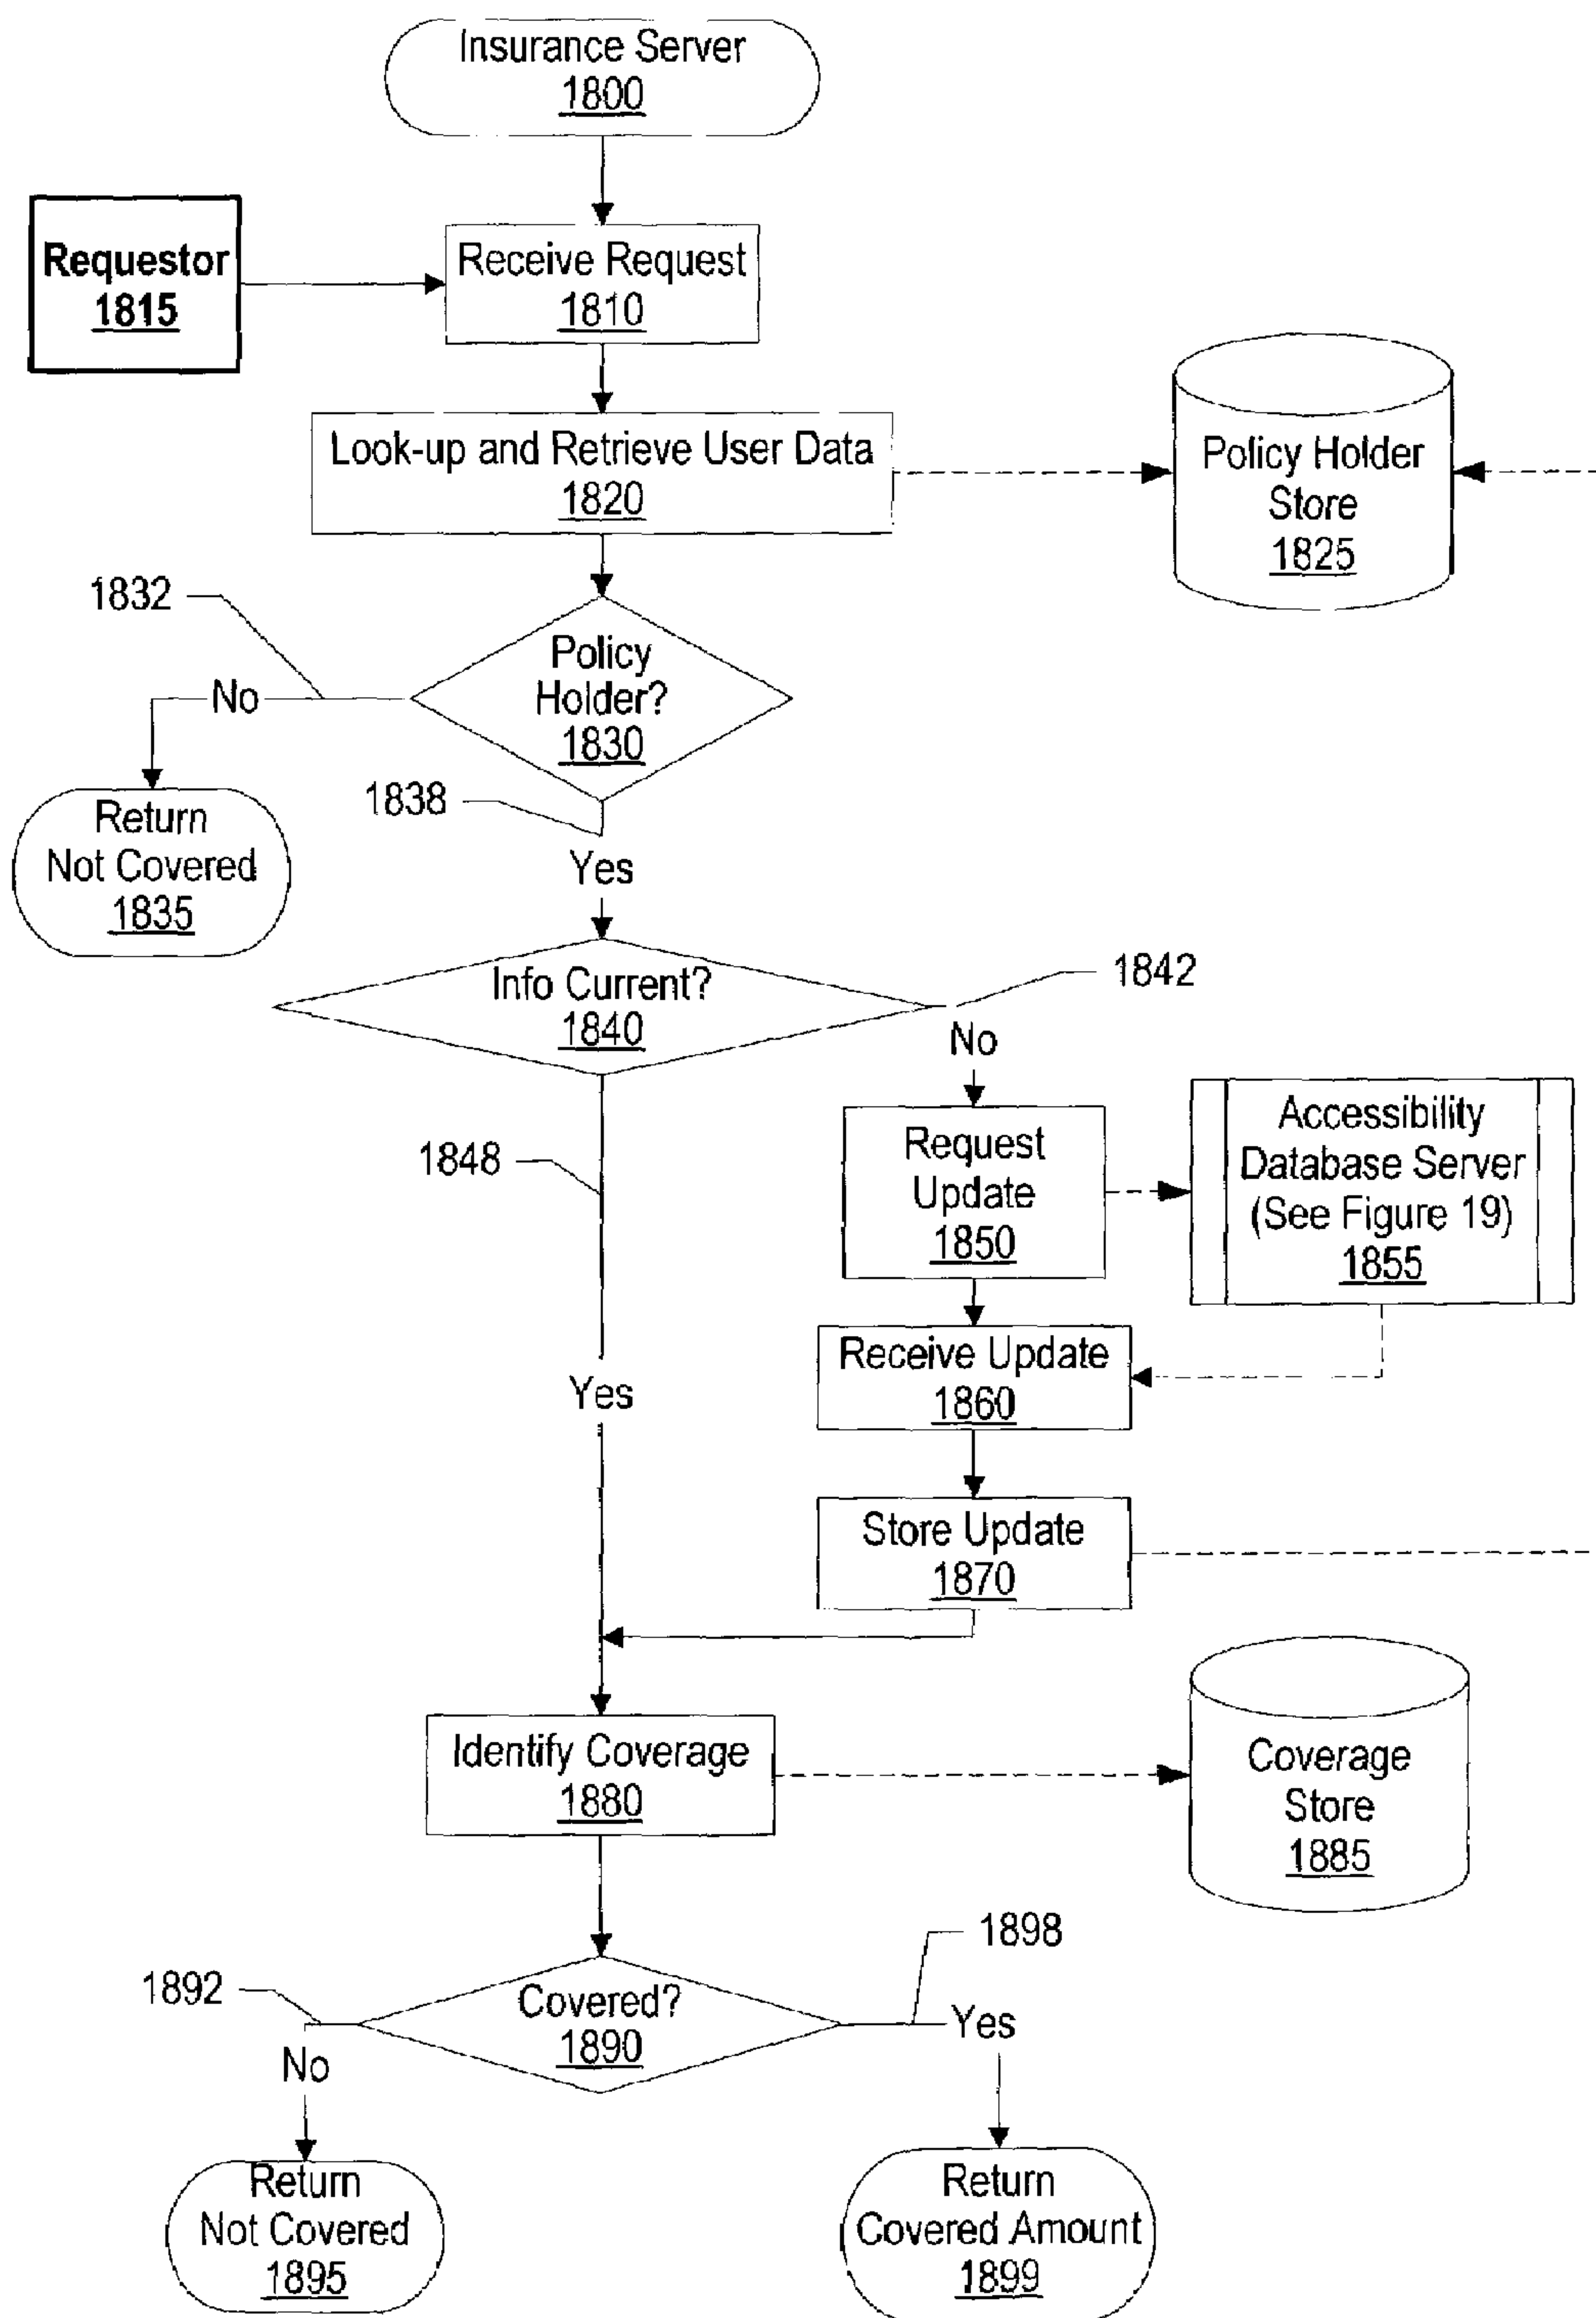 Insurance Server
1800
Requestor
1815
Receive Request
1810
Look-up and Retrieve User Data
1820
Policy Holder
Store
1825
1832
No
Policy
Holder?
1830
Return
Not Covered
1835
1838
Yes
Info Current?
1840
1842
No
1848
Request
Update
1850
Accessibility
Database Server
(See Figure 19)
1855
Receive Update
1860
Yes
Store Update
1870
Identify Coverage
1880
Coverage
Store
1885
1892
Covered?
1890
1898
No
Yes
Return
Not Covered
1895
Return
Covered Amount
1899